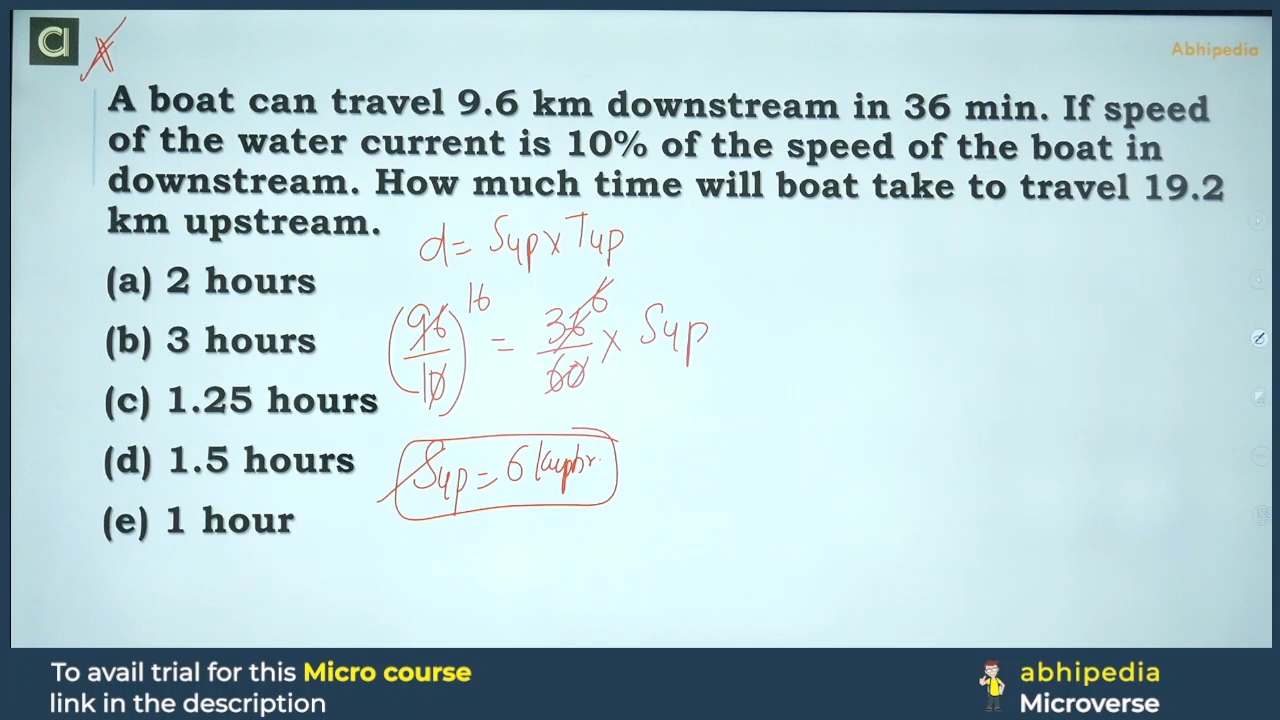 a
Abhipedia
A boat can travel 9.6 km downstream in 36 min. If speed
of the water current is 10% of the speed of the boat in
downstream. How much time will boat take to travel 19.2
km upstream.
d = Sup x Tup
(a) 2 hours
(96/10) 16 = 36 6/60 x Sup
(b) 3 hours
(c) 1.25 hours
(d) 1.5 hours
Sup = 6 kmphr.
(e) 1 hour
To avail trial for this Micro course
link in the description
abhipedia
Microverse